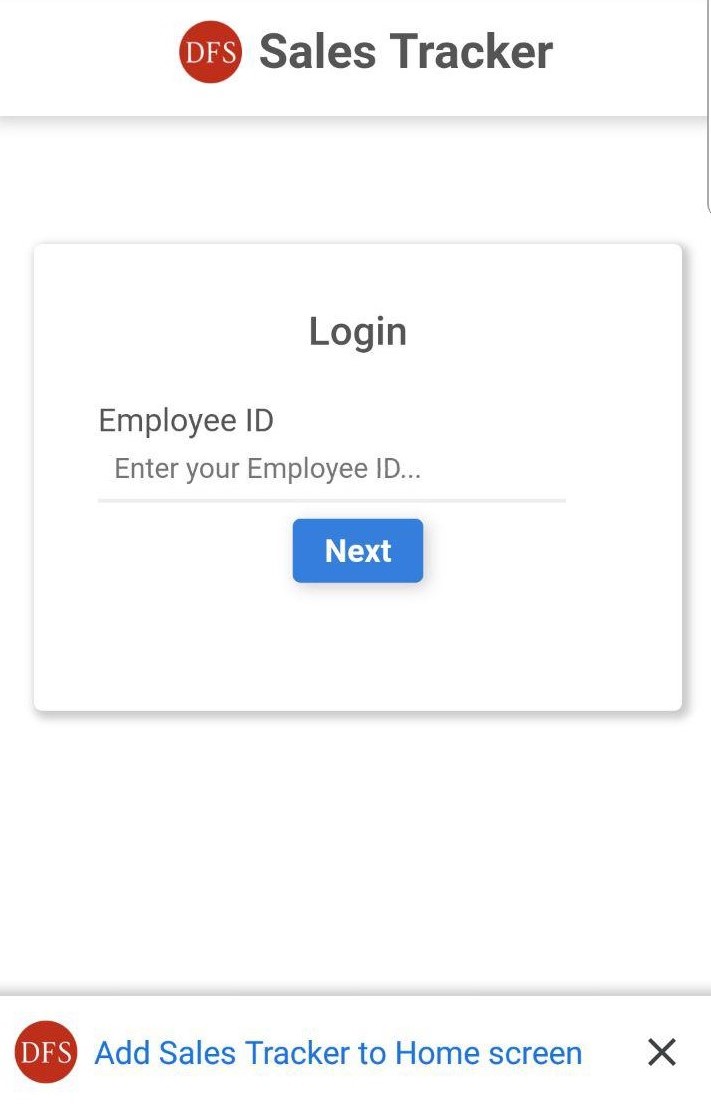 DFS Sales Tracker
Login
Employee ID
Enter your Employee ID...
Next
DFS Add Sales Tracker to Home screen